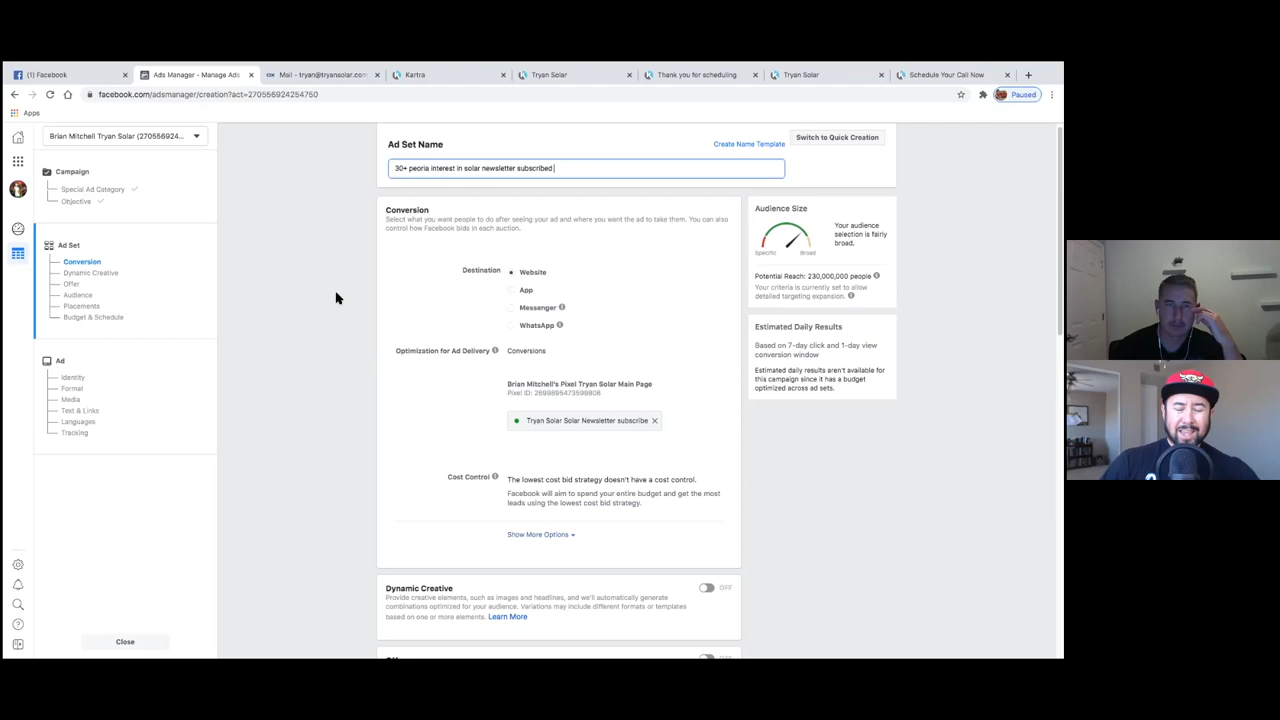 (1) Facebook
Ads Manager - Manage Ads
Mail - tryan@tryansolar.com
Kartra
Tryan Solar
Thank you for scheduling
Tryan Solar
Schedule Your Call Now
facebook.com/adsmanager/creation?act=270556924254750
Paused
Apps
Brian Mitchell Tryan Solar (270556924...
Campaign
Special Ad Category
Objective
Ad Set
Conversion
Dynamic Creative
Offer
Audience
Placements
Budget & Schedule
Ad
Identity
Format
Media
Text & Links
Languages
Tracking
Close
Ad Set Name
Create Name Template
Switch to Quick Creation
30+ peoria interest in solar newsletter subscribed
Conversion
Select what you want people to do after seeing your ad and where you want the ad to take them. You can also
control how Facebook bids in each auction.
Destination
Website
App
Messenger
WhatsApp
Optimization for Ad Delivery
Conversions
Brian Mitchell's Pixel Tryan Solar Main Page
Pixel ID: 2699895473599808
Tryan Solar Solar Newsletter subscribe
Cost Control
The lowest cost bid strategy doesn't have a cost control.
Facebook will aim to spend your entire budget and get the most
leads using the lowest cost bid strategy.
Show More Options
Dynamic Creative
OFF
Provide creative elements, such as images and headlines, and we'll automatically generate
combinations optimized for your audience. Variations may include different formats or templates
based on one or more elements. Learn More
Audience Size
Your audience
selection is fairly
broad.
Specific
Broad
Potential Reach: 230,000,000 people
Your criteria is currently set to allow
detailed targeting expansion.
Estimated Daily Results
Based on 7-day click and 1-day view
conversion window
Estimated daily results aren't available for
this campaign since it has a budget
optimized across ad sets.